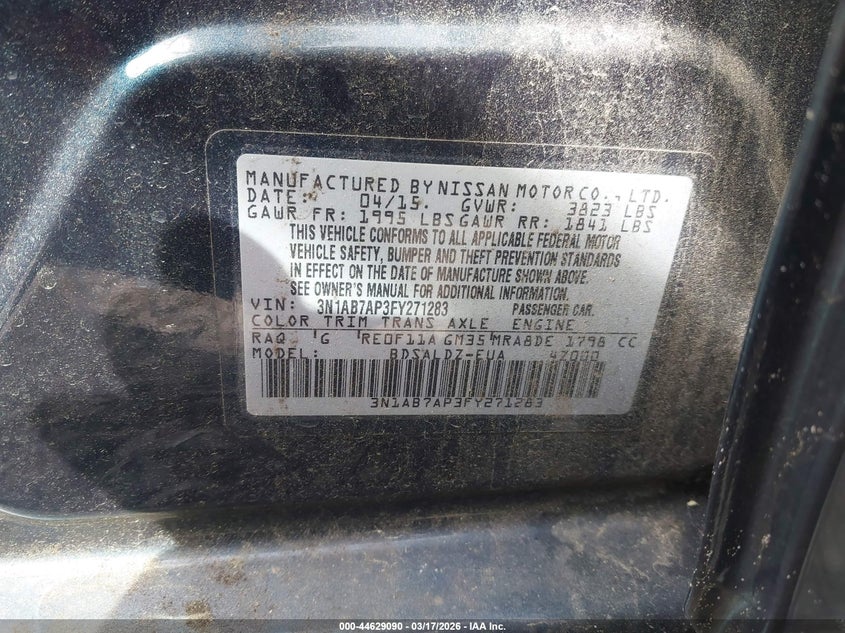 MANUFACTURED BY NISSAN MOTOR CO., LTD.
DATE: 04/15. GVWR: 3823 LBS
GAWR FR: 1995 LBS GAWR RR: 1841 LBS
THIS VEHICLE CONFORMS TO ALL APPLICABLE FEDERAL MOTOR
VEHICLE SAFETY, BUMPER AND THEFT PREVENTION STANDARDS
IN EFFECT ON THE DATE OF MANUFACTURE SHOWN ABOVE.
SEE OWNER'S MANUAL FOR ADDITIONAL INFORMATION.
VIN: 3N1AB7AP3FY271283 PASSENGER CAR.
COLOR TRIM TRANS AXLE ENGINE
RAQ G RE0F11A GM35 MRA8DE 1798 CC
MODEL: BDSALDZ-EUA 4Z000
3N1AB7AP3FY271283
000-44629090 — 03/17/2026 — IAA Inc.